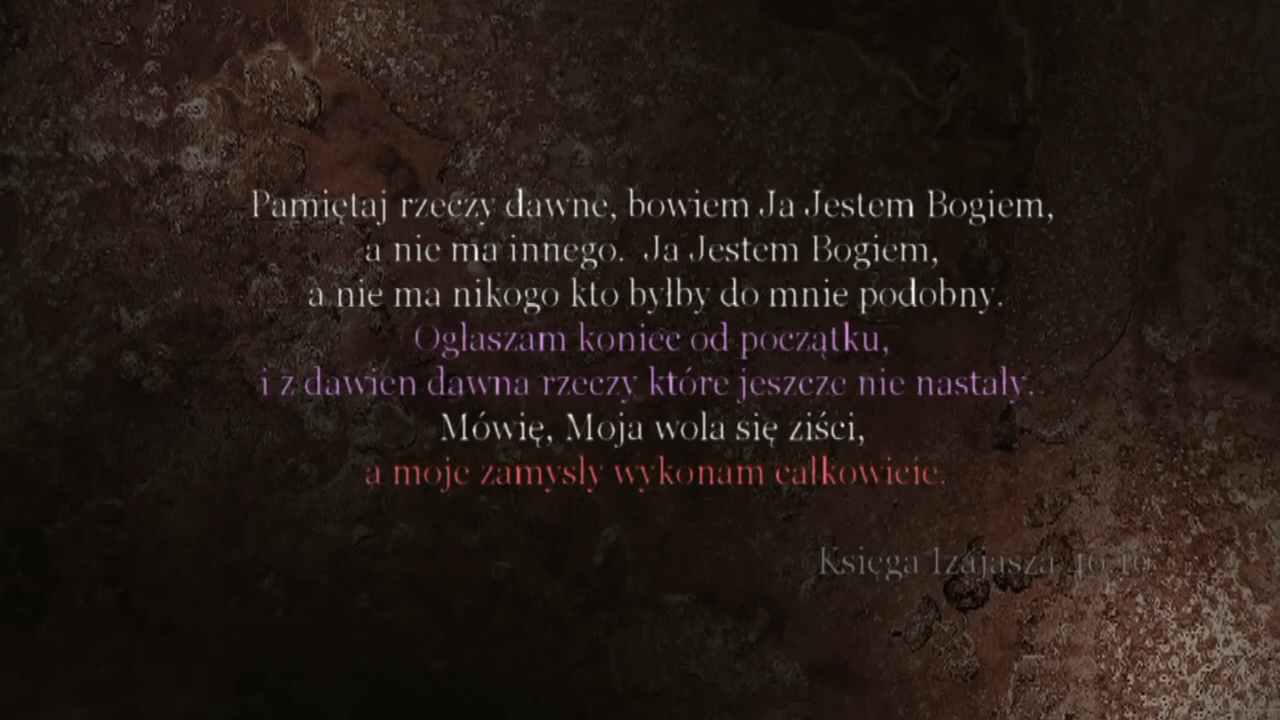 Pamiętaj rzeczy dawne, bowiem Ja Jestem Bogiem,
a nie ma innego. Ja Jestem Bogiem,
a nie ma nikogo kto byłby do mnie podobny.
Ogłaszam koniec od początku,
i z dawien dawna rzeczy które jeszcze nie nastały.
Mówię, Moja wola się ziści,
a moje zamysły wykonam całkowicie.
Księga Izajasza